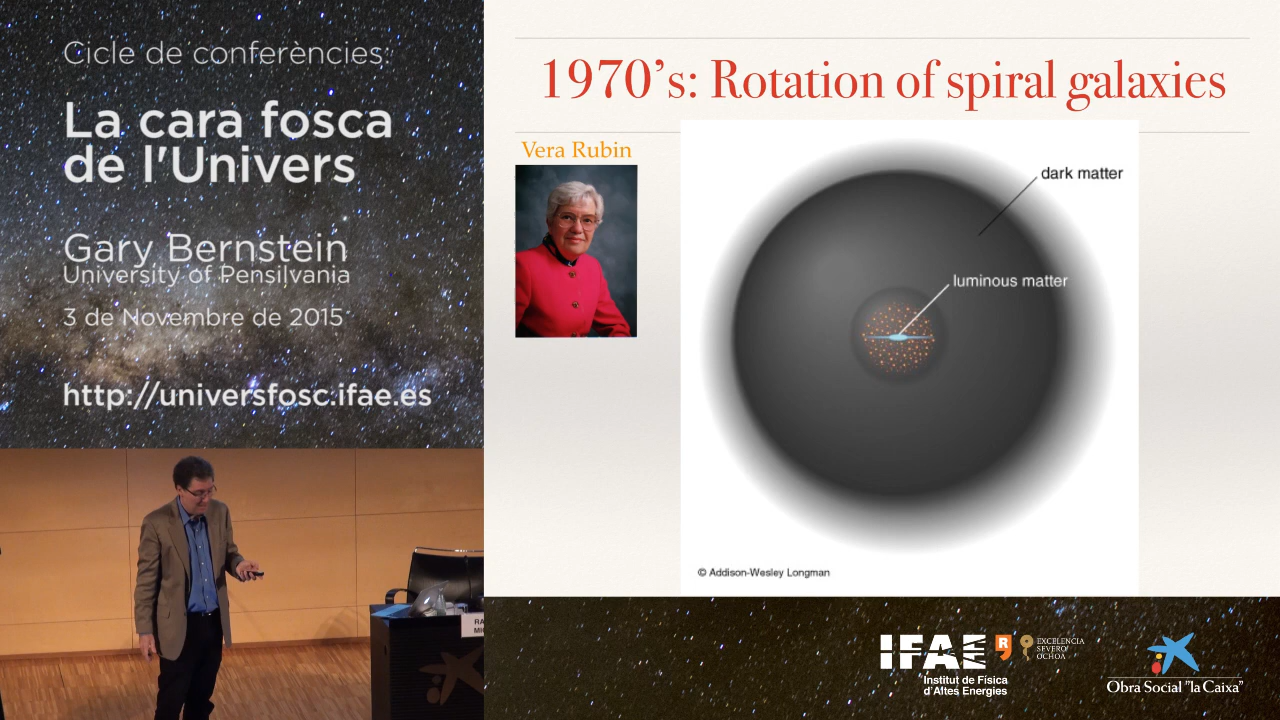 Cicle de conferències:
La cara fosca
de l'Univers
Gary Bernstein
University of Pensilvania
3 de Novembre de 2015
http://universfosc.ifae.es
1970's: Rotation of spiral galaxies
Vera Rubin
dark matter
luminous matter
© Addison-Wesley Longman
RA
MI
IFAE
Institut de Física
d'Altes Energies
EXCELENCIA
SEVERO
OCHOA
Obra Social "la Caixa"